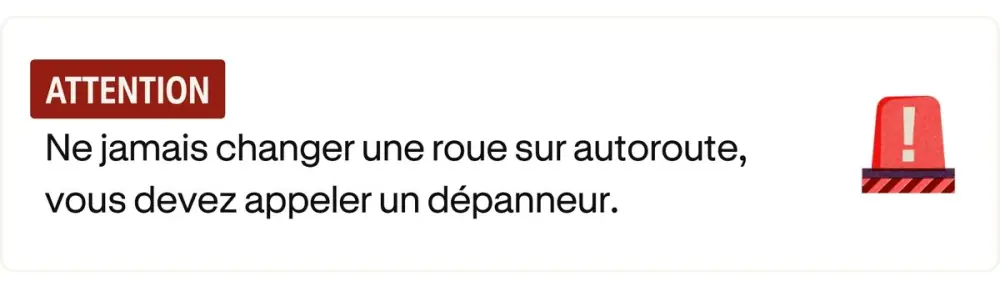 ATTENTION
Ne jamais changer une roue sur autoroute,
vous devez appeler un dépanneur.